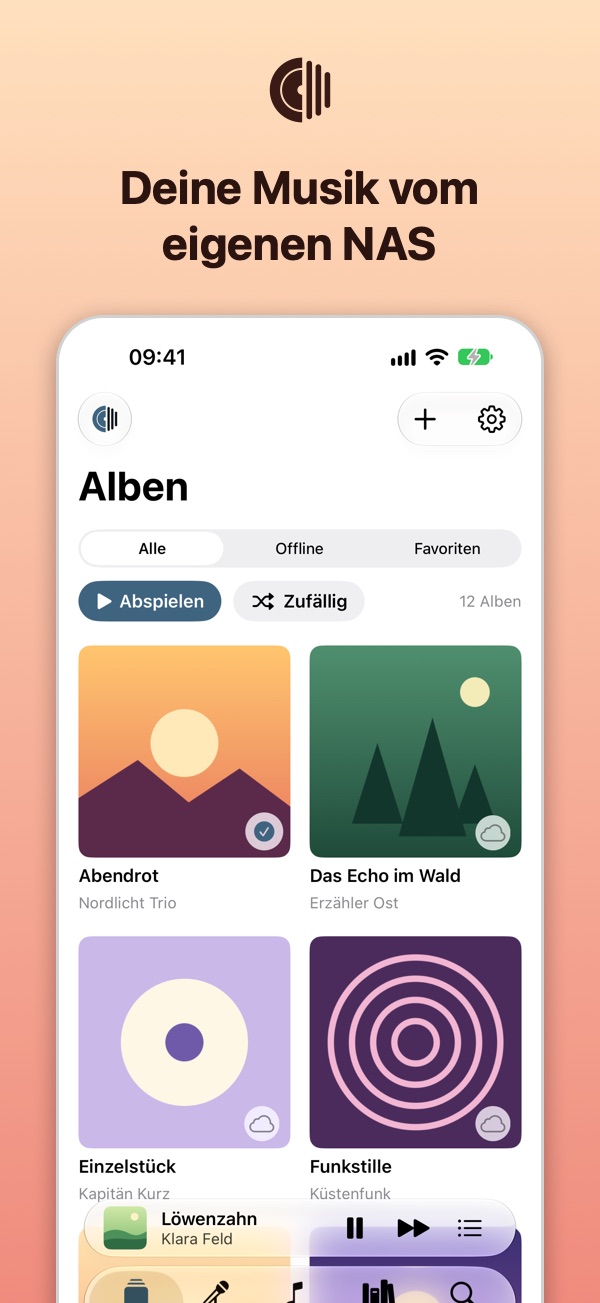 Deine Musik vom
eigenen NAS
09:41
Alben
Alle Offline Favoriten
Abspielen Zufällig 12 Alben
Abendrot Das Echo im Wald
Nordlicht Trio Erzähler Ost
Einzelstück Funkstille
Kapitän Kurz Küstenfunk
Löwenzahn
Klara Feld